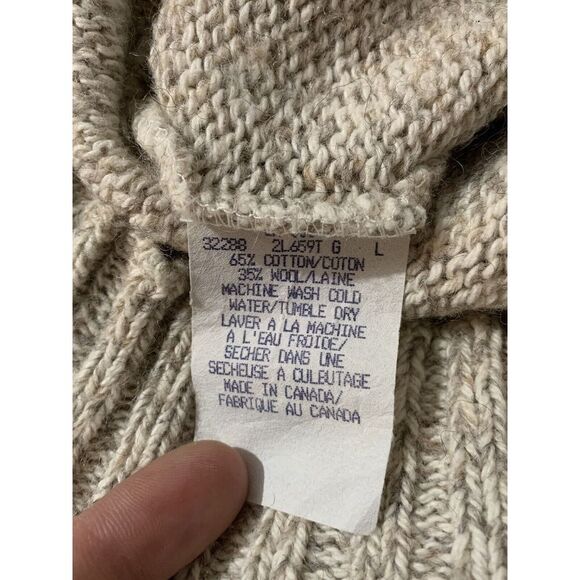 32288 2L659T G L
65% COTTON/COTON
35% WOOL/LAINE
MACHINE WASH COLD
WATER/TUMBLE DRY
LAVER A LA MACHINE
A L'EAU FROIDE/
SECHER DANS UNE
SECHEUSE A CULBUTAGE
MADE IN CANADA/
FABRIQUE AU CANADA